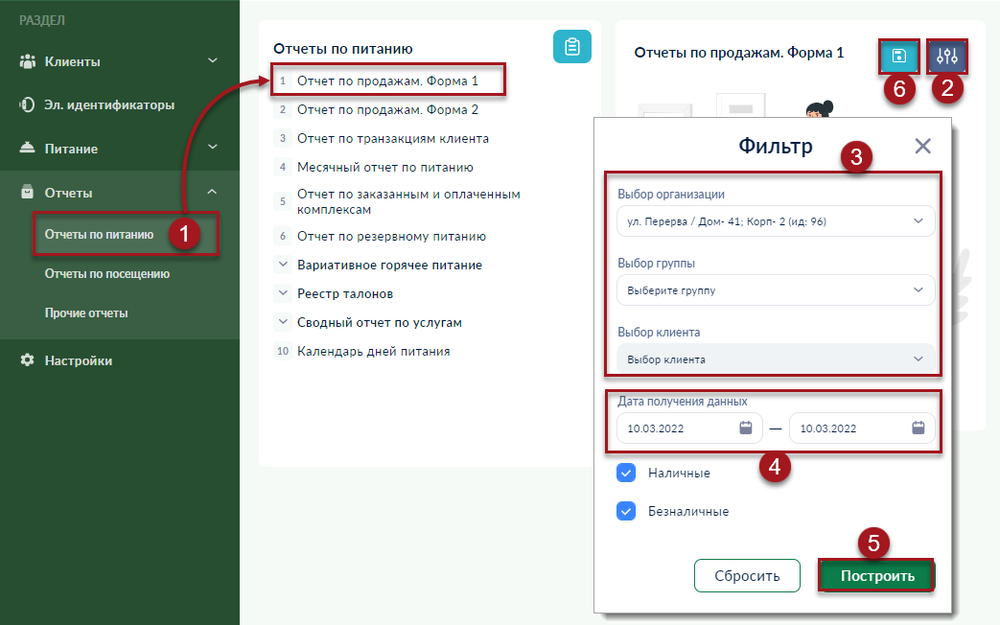 РАЗДЕЛ
Клиенты
Эл. идентификаторы
Питание
Отчеты
Отчеты по питанию
1
Отчеты по посещению
Прочие отчеты
Настройки
Отчеты по питанию
1 Отчет по продажам. Форма 1
2 Отчет по продажам. Форма 2
3 Отчет по транзакциям клиента
4 Месячный отчет по питанию
5 Отчет по заказанным и оплаченным
комплексам
6 Отчет по резервному питанию
Вариативное горячее питание
Реестр талонов
Сводный отчет по услугам
10 Календарь дней питания
Отчеты по продажам. Форма 1
6
2
Фильтр
3
Выбор организации
ул. Перерва / Дом- 41; Корп- 2 (ид: 96)
Выбор группы
Выберите группу
Выбор клиента
Выбор клиента
Дата получения данных
10.03.2022 — 10.03.2022
4
Наличные
Безналичные
5
Сбросить
Построить